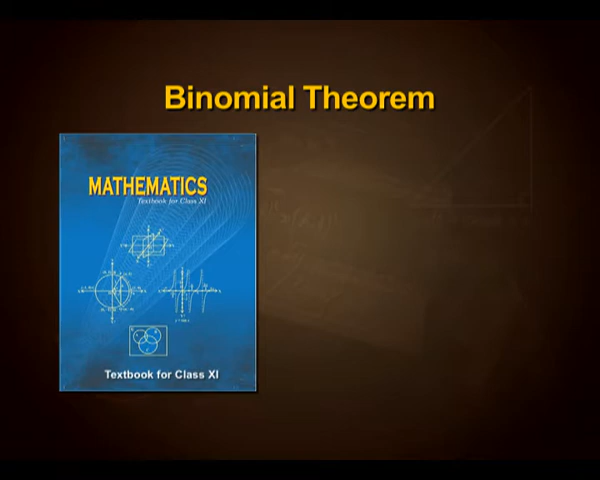 Binomial Theorem
MATHEMATICS
Textbook for Class XI
Textbook for Class XI